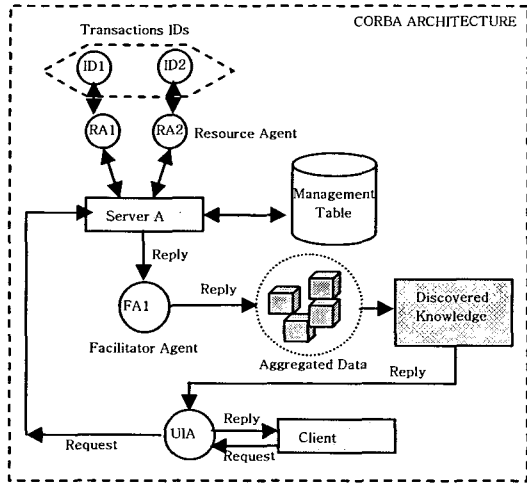 CORBA ARCHITECTURE
Transactions IDs
ID1
ID2
RA1
RA2
Resource Agent
Server A
Management
Table
Reply
FA1
Reply
Facilitator Agent
Aggregated Data
Discovered
Knowledge
Reply
UIA
Reply
Request
Client
Request